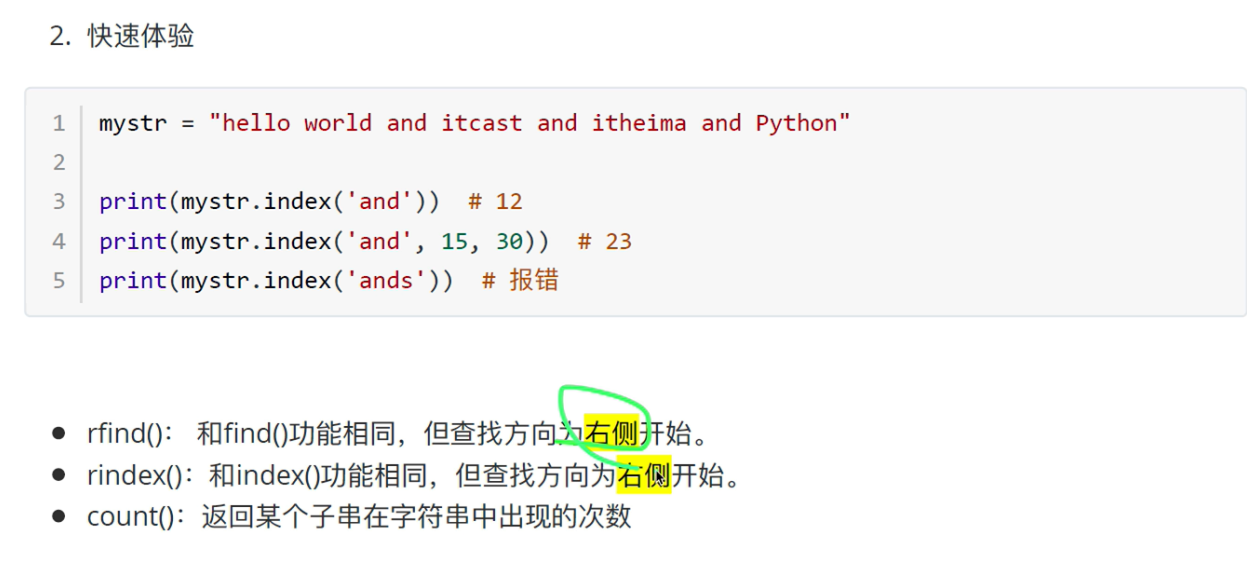 2. 快速体验
1 mystr = "hello world and itcast and itheima and Python"
2
3 print(mystr.index('and'))  # 12
4 print(mystr.index('and', 15, 30))  # 23
5 print(mystr.index('ands'))  # 报错
● rfind()： 和find()功能相同，但查找方向为右侧开始。
● rindex()：和index()功能相同，但查找方向为右侧开始。
● count()：返回某个子串在字符串中出现的次数